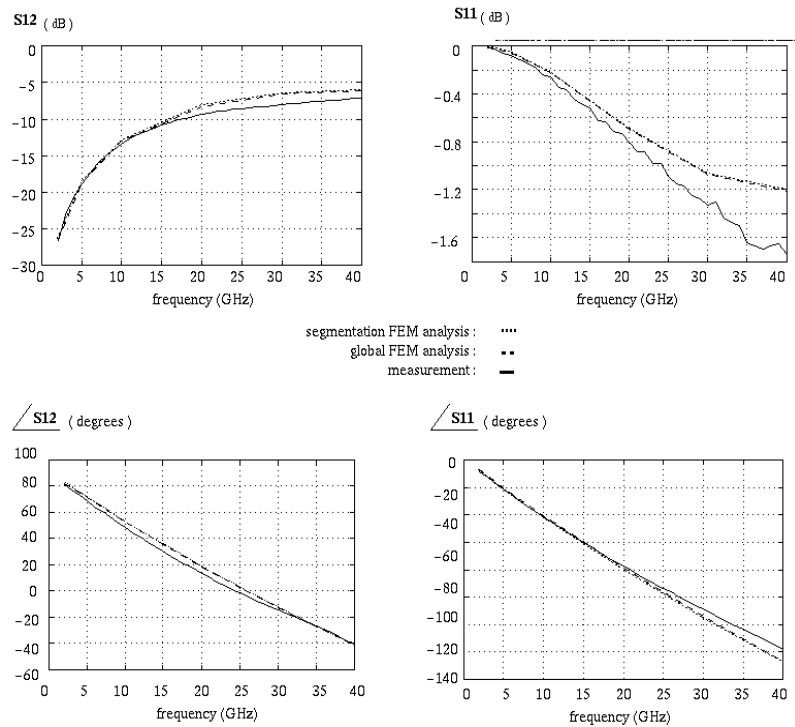 S12 ( dB )
0
−5
−10
−15
−20
−25
−30
0 5 10 15 20 25 30 35 40
frequency (GHz)
S11 ( dB )
0
−0.4
−0.8
−1.2
−1.6
0 5 10 15 20 25 30 35 40
frequency (GHz)
segmentation FEM analysis :
global FEM analysis :
measurement :
S12 ( degrees )
100
80
60
40
20
0
−20
−40
−60
0 5 10 15 20 25 30 35 40
frequency (GHz)
S11 ( degrees )
0
−20
−40
−60
−80
−100
−120
−140
0 5 10 15 20 25 30 35 40
frequency (GHz)